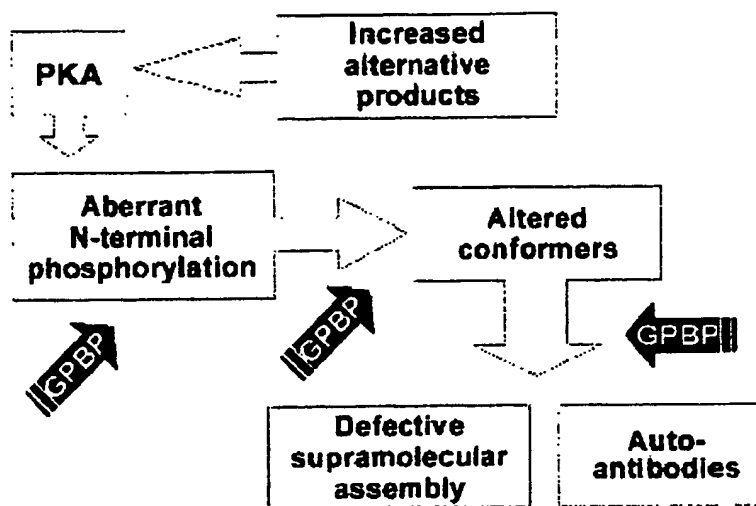 Increased
alternative
products
PKA
Aberrant
N-terminal
phosphorylation
Altered
conformers
GPBP
GPBP
GPBP
Defective
supramolecular
assembly
Auto-
antibodies